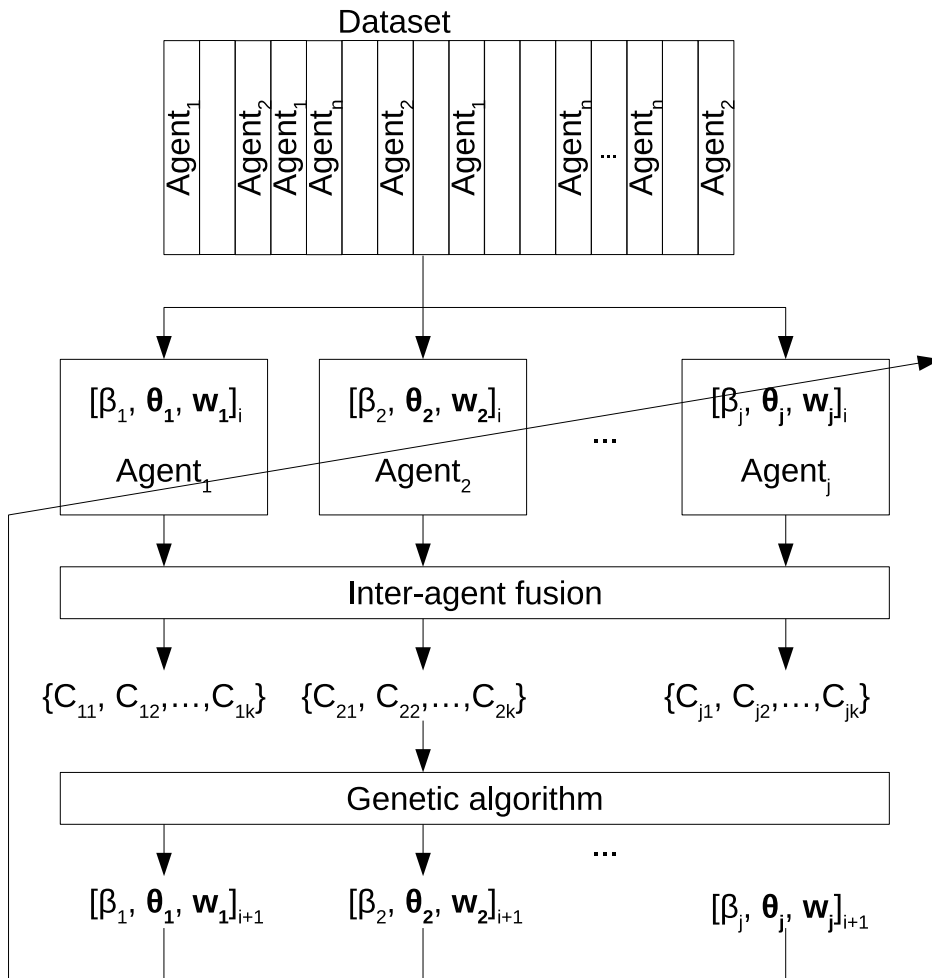 Dataset
Agent₁ Agent₂ Agent₁ Agentₙ Agent₂ Agent₁ Agentₙ ... Agentₙ Agent₂
[β₁, θ₁, w₁]ᵢ [β₂, θ₂, w₂]ᵢ [βⱼ, θⱼ, wⱼ]ᵢ
...
Agent₁ Agent₂ Agentⱼ
Inter-agent fusion
{C₁₁, C₁₂,...,C₁ₖ} {C₂₁, C₂₂,...,C₂ₖ} {Cⱼ₁, Cⱼ₂,...,Cⱼₖ}
Genetic algorithm
...
[β₁, θ₁, w₁]ᵢ₊₁ [β₂, θ₂, w₂]ᵢ₊₁ [βⱼ, θⱼ, wⱼ]ᵢ₊₁